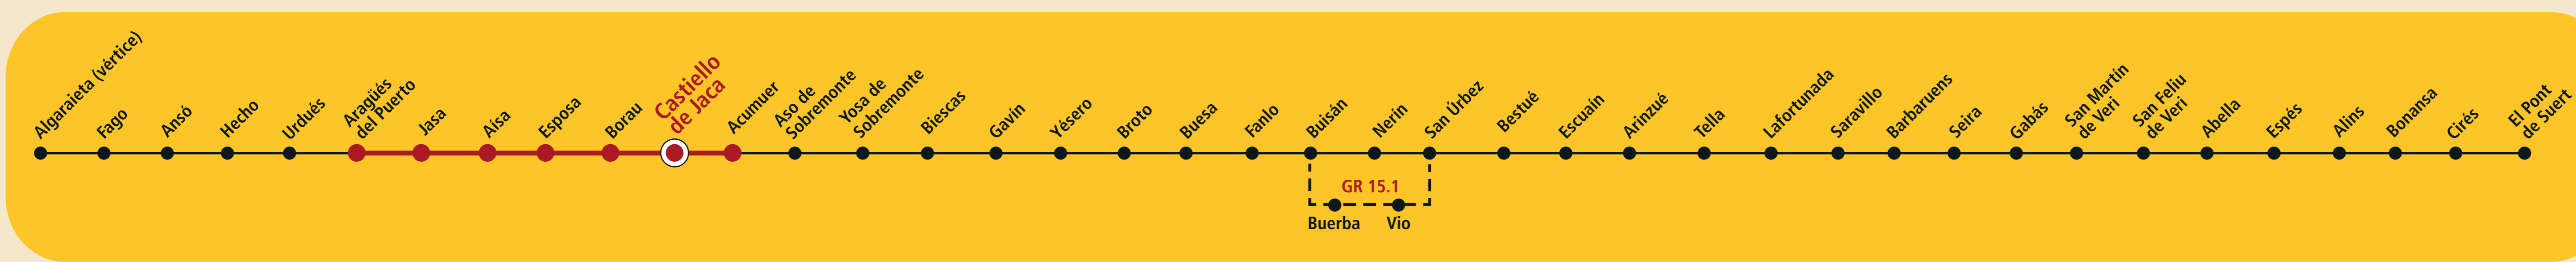 Algaraieta (vértice)
Fago
Ansó
Hecho
Urdués
Aragüés
del Puerto
Jasa
Aísa
Esposa
Borau
Castiello
de Jaca
Acumuer
Aso de
Sobremonte
Yosa de
Sobremonte
Biescas
Gavín
Yésero
Broto
Buesa
Fanlo
Buisán
Nerín
San Úrbez
Bestué
Escuaín
Arinzué
Tella
Lafortunada
Saravillo
Barbaruens
Seira
Gabás
San Martín
de Veri
San Feliu
de Veri
Abella
Espés
Alins
Bonansa
Cirés
El Pont
de Suert
GR 15.1
Buerba
Vio